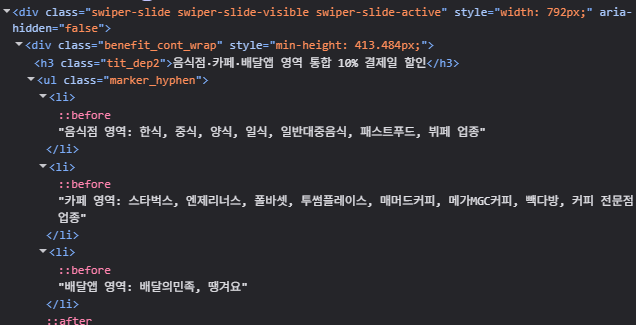 <div class="swiper-slide swiper-slide-visible swiper-slide-active" style="width: 792px;" aria-
hidden="false">
<div class="benefit_cont_wrap" style="min-height: 413.484px;">
<h3 class="tit_dep2">음식점·카페·배달앱 영역 통합 10% 결제일 할인</h3>
<ul class="marker_hyphen">
<li>
::before
"음식점 영역: 한식, 중식, 양식, 일식, 일반대중음식, 패스트푸드, 뷔페 업종"
</li>
<li>
::before
"카페 영역: 스타벅스, 엔제리너스, 폴바셋, 투썸플레이스, 매머드커피, 메가MGC커피, 빽다방, 커피 전문점
업종"
</li>
<li>
::before
"배달앱 영역: 배달의민족, 땡겨요"
</li>
::after